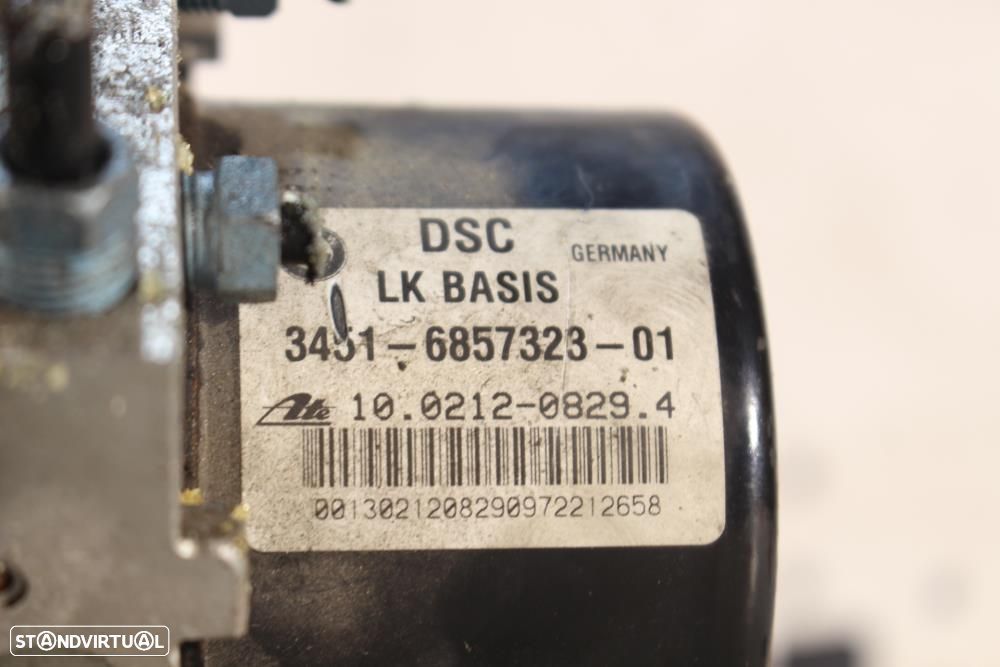 DSC
GERMANY
LK BASIS
3451-6857323-01
Ate 10.0212-0829.4
0013021208290972212658
STANDVIRTUAL